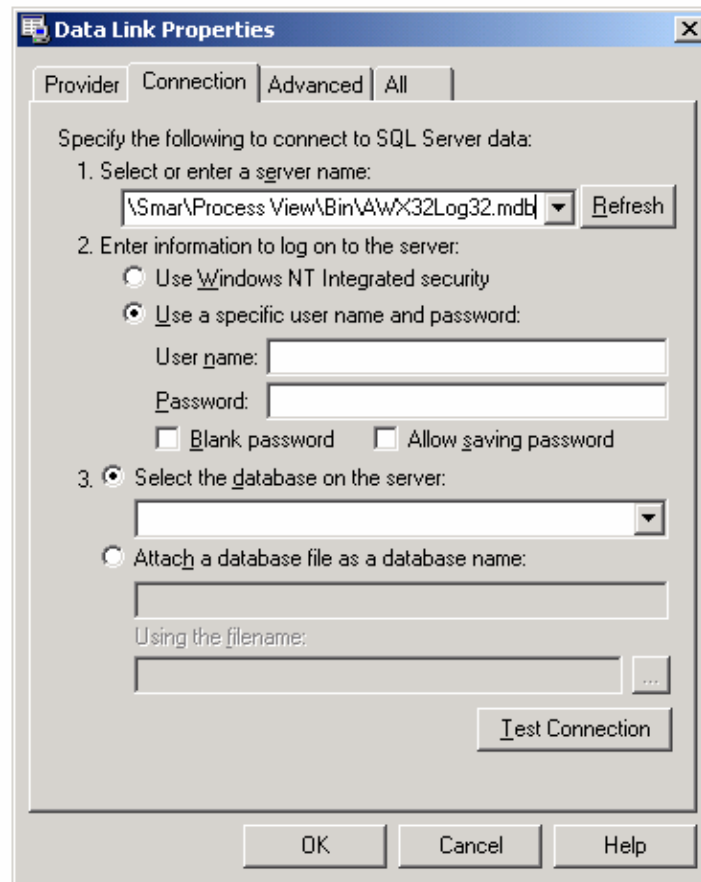 Data Link Properties
Provider Connection Advanced All
Specify the following to connect to SQL Server data:
1. Select or enter a server name:
\Smar\Process View\Bin\AWX32Log32.mdb Refresh
2. Enter information to log on to the server:
Use Windows NT Integrated security
Use a specific user name and password:
User name:
Password:
Blank password Allow saving password
3. Select the database on the server:
Attach a database file as a database name:
Using the filename:
...
Test Connection
OK Cancel Help